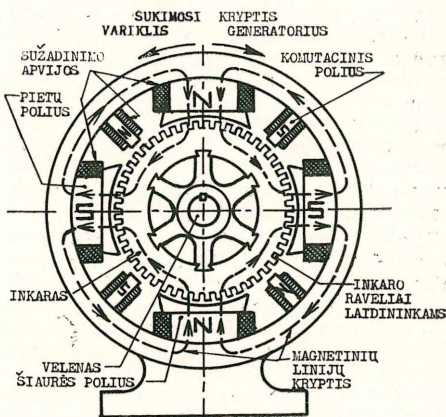 SUKIMOSI KRYPTIS
VARIKLIS GENERATORIUS
SUŽADINIMO
APVIJOS
KOMUTACINIS
POLIUS
PIETŲ
POLIUS
N
N
S
S
S
S
N
N
INKARAS
INKARO
RAVELIAI
LAIDININKAMS
VELENAS
ŠIAURĖS POLIUS
MAGNETINIŲ
LINIJŲ
KRYPTIS